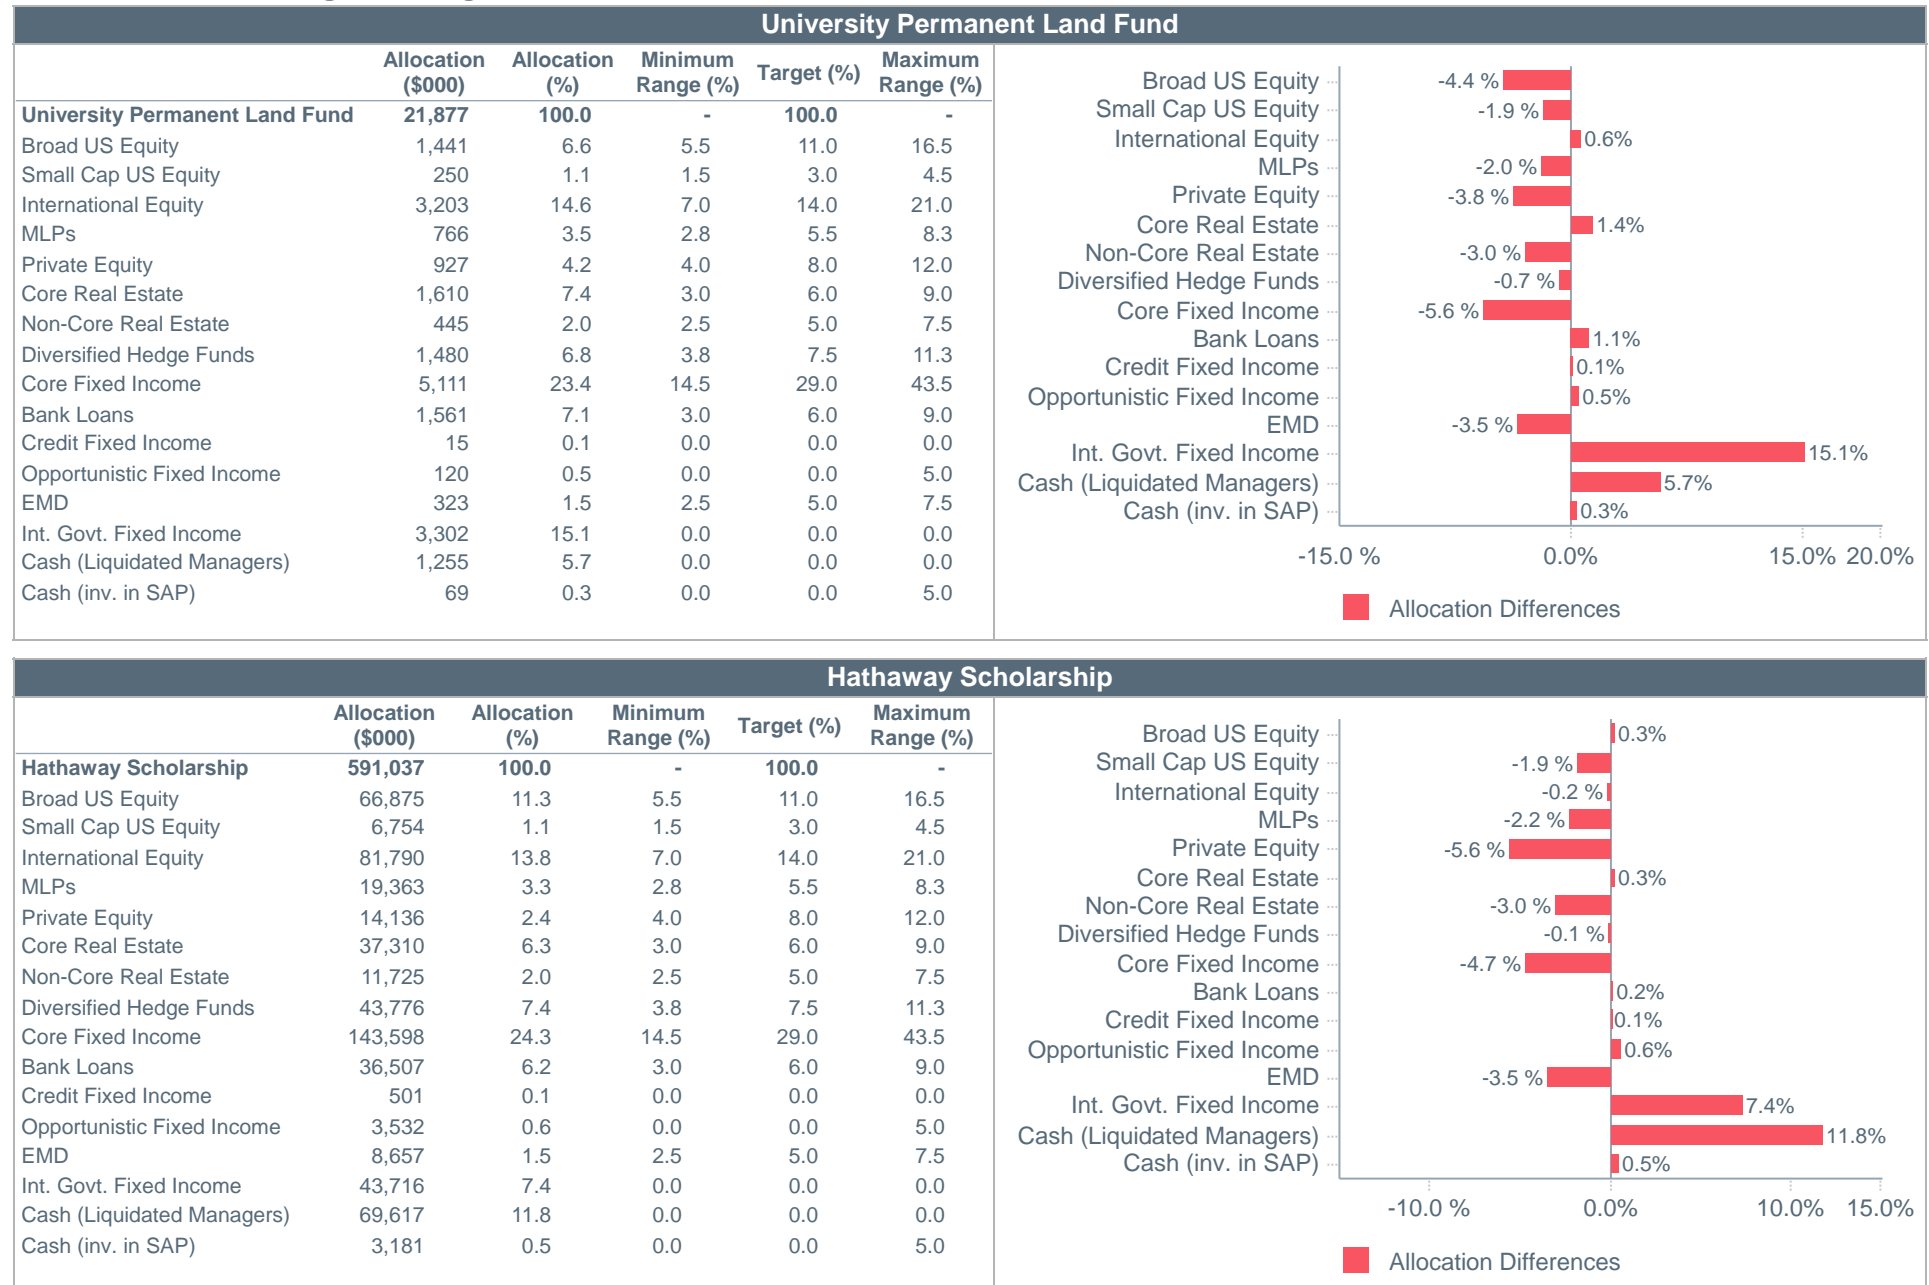 University Permanent Land Fund
Allocation ($000) Allocation (%) Minimum Range (%) Target (%) Maximum Range (%)
University Permanent Land Fund 21,877 100.0 - 100.0 -
Broad US Equity 1,441 6.6 5.5 11.0 16.5
Small Cap US Equity 250 1.1 1.5 3.0 4.5
International Equity 3,203 14.6 7.0 14.0 21.0
MLPs 766 3.5 2.8 5.5 8.3
Private Equity 927 4.2 4.0 8.0 12.0
Core Real Estate 1,610 7.4 3.0 6.0 9.0
Non-Core Real Estate 445 2.0 2.5 5.0 7.5
Diversified Hedge Funds 1,480 6.8 3.8 7.5 11.3
Core Fixed Income 5,111 23.4 14.5 29.0 43.5
Bank Loans 1,561 7.1 3.0 6.0 9.0
Credit Fixed Income 15 0.1 0.0 0.0 0.0
Opportunistic Fixed Income 120 0.5 0.0 0.0 5.0
EMD 323 1.5 2.5 5.0 7.5
Int. Govt. Fixed Income 3,302 15.1 0.0 0.0 0.0
Cash (Liquidated Managers) 1,255 5.7 0.0 0.0 0.0
Cash (inv. in SAP) 69 0.3 0.0 0.0 5.0
Broad US Equity -4.4 %
Small Cap US Equity -1.9 %
International Equity 0.6%
MLPs -2.0 %
Private Equity -3.8 %
Core Real Estate 1.4%
Non-Core Real Estate -3.0 %
Diversified Hedge Funds -0.7 %
Core Fixed Income -5.6 %
Bank Loans 1.1%
Credit Fixed Income 0.1%
Opportunistic Fixed Income 0.5%
EMD -3.5 %
Int. Govt. Fixed Income 15.1%
Cash (Liquidated Managers) 5.7%
Cash (inv. in SAP) 0.3%
-15.0 % 0.0% 15.0% 20.0%
Allocation Differences
Hathaway Scholarship
Allocation ($000) Allocation (%) Minimum Range (%) Target (%) Maximum Range (%)
Hathaway Scholarship 591,037 100.0 - 100.0 -
Broad US Equity 66,875 11.3 5.5 11.0 16.5
Small Cap US Equity 6,754 1.1 1.5 3.0 4.5
International Equity 81,790 13.8 7.0 14.0 21.0
MLPs 19,363 3.3 2.8 5.5 8.3
Private Equity 14,136 2.4 4.0 8.0 12.0
Core Real Estate 37,310 6.3 3.0 6.0 9.0
Non-Core Real Estate 11,725 2.0 2.5 5.0 7.5
Diversified Hedge Funds 43,776 7.4 3.8 7.5 11.3
Core Fixed Income 143,598 24.3 14.5 29.0 43.5
Bank Loans 36,507 6.2 3.0 6.0 9.0
Credit Fixed Income 501 0.1 0.0 0.0 0.0
Opportunistic Fixed Income 3,532 0.6 0.0 0.0 5.0
EMD 8,657 1.5 2.5 5.0 7.5
Int. Govt. Fixed Income 43,716 7.4 0.0 0.0 0.0
Cash (Liquidated Managers) 69,617 11.8 0.0 0.0 0.0
Cash (inv. in SAP) 3,181 0.5 0.0 0.0 5.0
Broad US Equity 0.3%
Small Cap US Equity -1.9 %
International Equity -0.2 %
MLPs -2.2 %
Private Equity -5.6 %
Core Real Estate 0.3%
Non-Core Real Estate -3.0 %
Diversified Hedge Funds -0.1 %
Core Fixed Income -4.7 %
Bank Loans 0.2%
Credit Fixed Income 0.1%
Opportunistic Fixed Income 0.6%
EMD -3.5 %
Int. Govt. Fixed Income 7.4%
Cash (Liquidated Managers) 11.8%
Cash (inv. in SAP) 0.5%
-10.0 % 0.0% 10.0% 15.0%
Allocation Differences